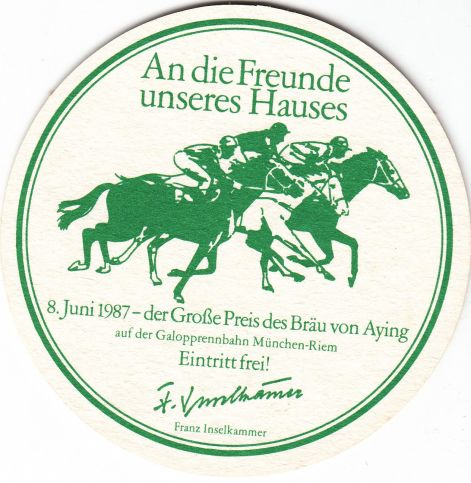 An die Freunde
unseres Hauses
8. Juni 1987 – der Große Preis des Bräu von Aying
auf der Galopprennbahn München-Riem
Eintritt frei!
F. Inselkammer
Franz Inselkammer